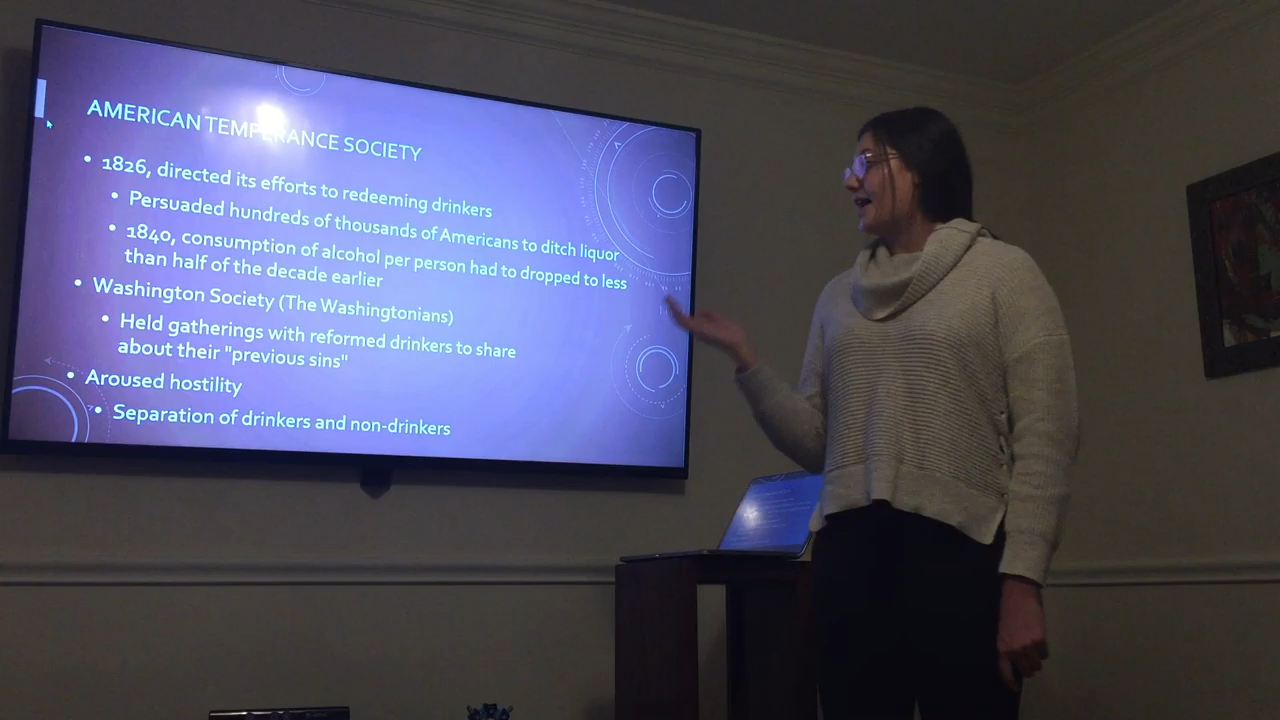 AMERICAN TEMPERANCE SOCIETY
• 1826, directed its efforts to redeeming drinkers
• Persuaded hundreds of thousands of Americans to ditch liquor
• 1840, consumption of alcohol per person had to dropped to less
than half of the decade earlier
• Washington Society (The Washingtonians)
• Held gatherings with reformed drinkers to share
about their "previous sins"
• Aroused hostility
• Separation of drinkers and non-drinkers